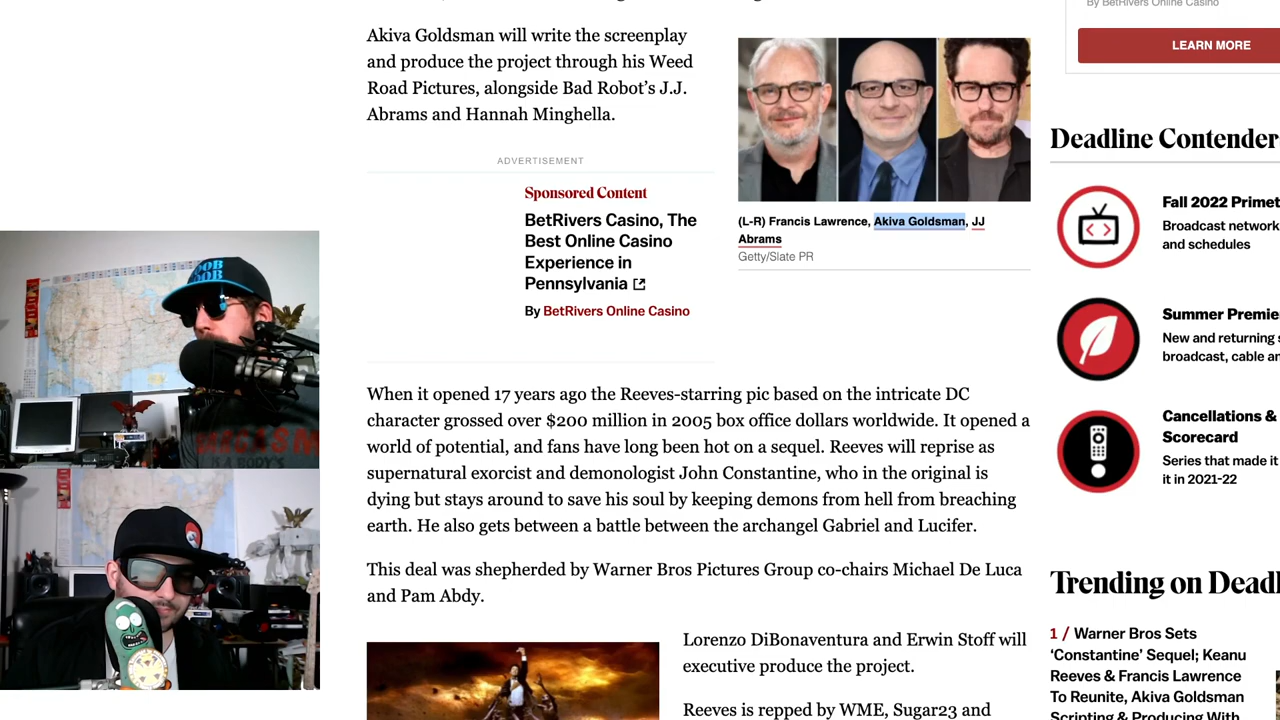 Akiva Goldsman will write the screenplay
and produce the project through his Weed
Road Pictures, alongside Bad Robot’s J.J.
Abrams and Hannah Minghella.
ADVERTISEMENT
Sponsored Content
BetRivers Casino, The
Best Online Casino
Experience in
Pennsylvania
By BetRivers Online Casino
(L-R) Francis Lawrence, Akiva Goldsman, JJ
Abrams
Getty/Slate PR
When it opened 17 years ago the Reeves-starring pic based on the intricate DC
character grossed over $200 million in 2005 box office dollars worldwide. It opened a
world of potential, and fans have long been hot on a sequel. Reeves will reprise as
supernatural exorcist and demonologist John Constantine, who in the original is
dying but stays around to save his soul by keeping demons from hell from breaching
earth. He also gets between a battle between the archangel Gabriel and Lucifer.
This deal was shepherded by Warner Bros Pictures Group co-chairs Michael De Luca
and Pam Abdy.
Lorenzo DiBonaventura and Erwin Stoff will
executive produce the project.
Reeves is repped by WME, Sugar23 and
By BetRivers Online Casino
LEARN MORE
Deadline Contender
Fall 2022 Primet
Broadcast network
and schedules
Summer Premie
New and returning s
broadcast, cable an
Cancellations &
Scorecard
Series that made it
it in 2021-22
Trending on Deadl
1 / Warner Bros Sets
‘Constantine’ Sequel; Keanu
Reeves & Francis Lawrence
To Reunite, Akiva Goldsman
Scripting & Producing With